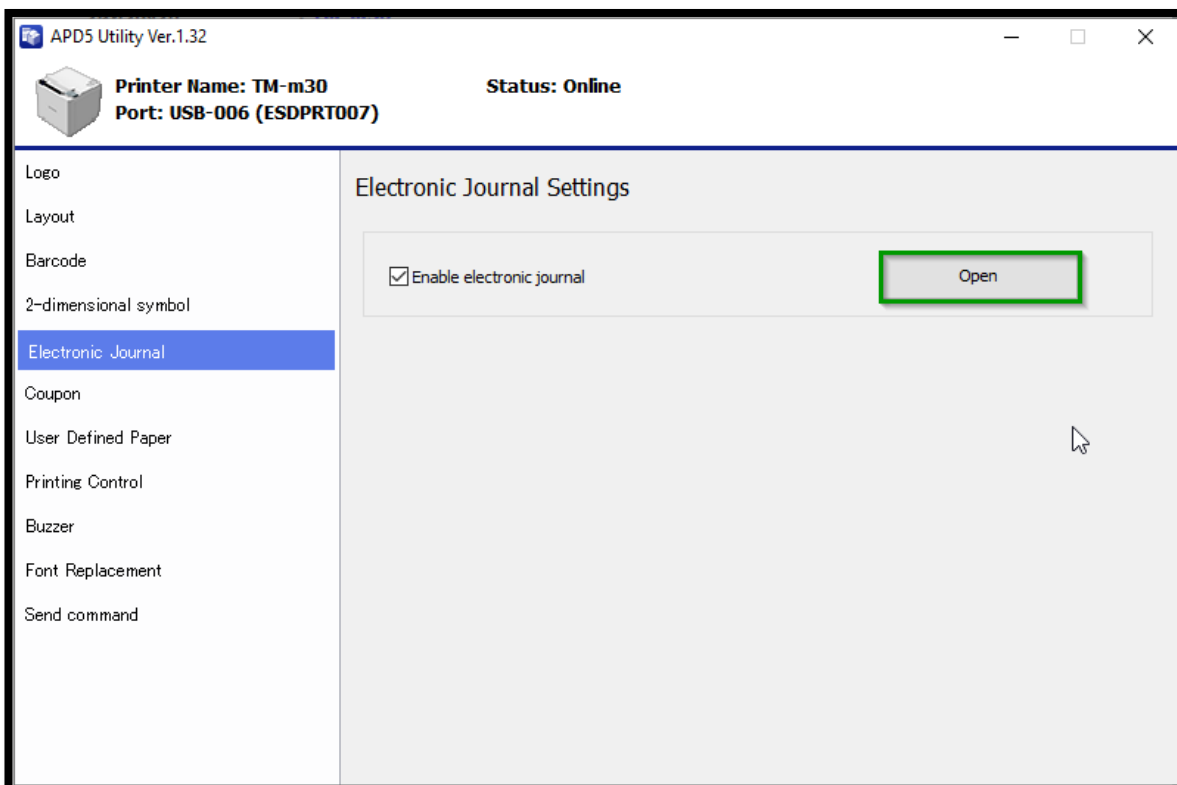 APD5 Utility Ver.1.32
Printer Name: TM-m30
Status: Online
Port: USB-006 (ESDPRT007)
Logo
Layout
Barcode
2-dimensional symbol
Electronic Journal
Coupon
User Defined Paper
Printing Control
Buzzer
Font Replacement
Send command
Electronic Journal Settings
Enable electronic journal
Open